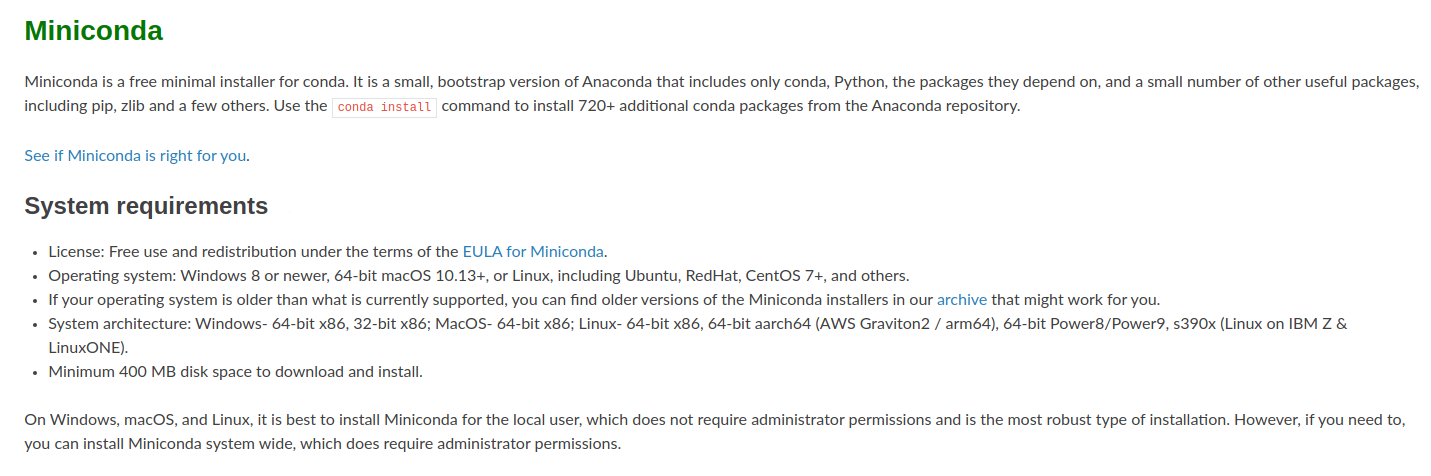 Miniconda
Miniconda is a free minimal installer for conda. It is a small, bootstrap version of Anaconda that includes only conda, Python, the packages they depend on, and a small number of other useful packages,
including pip, zlib and a few others. Use the conda install command to install 720+ additional conda packages from the Anaconda repository.
See if Miniconda is right for you.
System requirements
• License: Free use and redistribution under the terms of the EULA for Miniconda.
• Operating system: Windows 8 or newer, 64-bit macOS 10.13+, or Linux, including Ubuntu, RedHat, CentOS 7+, and others.
• If your operating system is older than what is currently supported, you can find older versions of the Miniconda installers in our archive that might work for you.
• System architecture: Windows- 64-bit x86, 32-bit x86; MacOS- 64-bit x86; Linux- 64-bit x86, 64-bit aarch64 (AWS Graviton2 / arm64), 64-bit Power8/Power9, s390x (Linux on IBM Z &
LinuxONE).
• Minimum 400 MB disk space to download and install.
On Windows, macOS, and Linux, it is best to install Miniconda for the local user, which does not require administrator permissions and is the most robust type of installation. However, if you need to,
you can install Miniconda system wide, which does require administrator permissions.